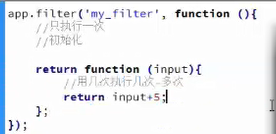 app.filter('my_filter', function (){
//只执行一次
//初始化
return function (input){
//用几次执行几次-多次
return input+5;
};
});